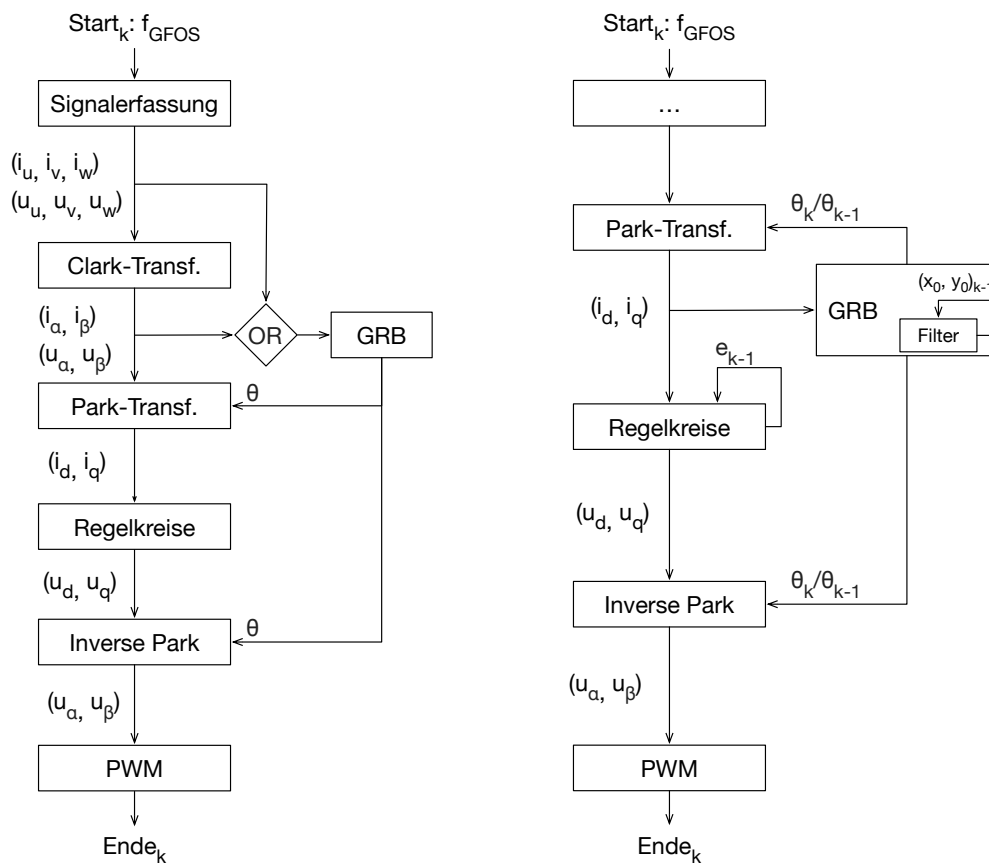 Start_k: f_GFOS
Signalerfassung
(i_u, i_v, i_w)
(u_u, u_v, u_w)
Clark-Transf.
(i_α, i_β)
(u_α, u_β)
OR
GRB
θ
Park-Transf.
(i_d, i_q)
Regelkreise
(u_d, u_q)
θ
Inverse Park
(u_α, u_β)
PWM
Ende_k
Start_k: f_GFOS
...
θ_k/θ_k-1
Park-Transf.
(x_0, y_0)_k-1
(i_d, i_q)
GRB
Filter
e_k-1
Regelkreise
(u_d, u_q)
θ_k/θ_k-1
Inverse Park
(u_α, u_β)
PWM
Ende_k